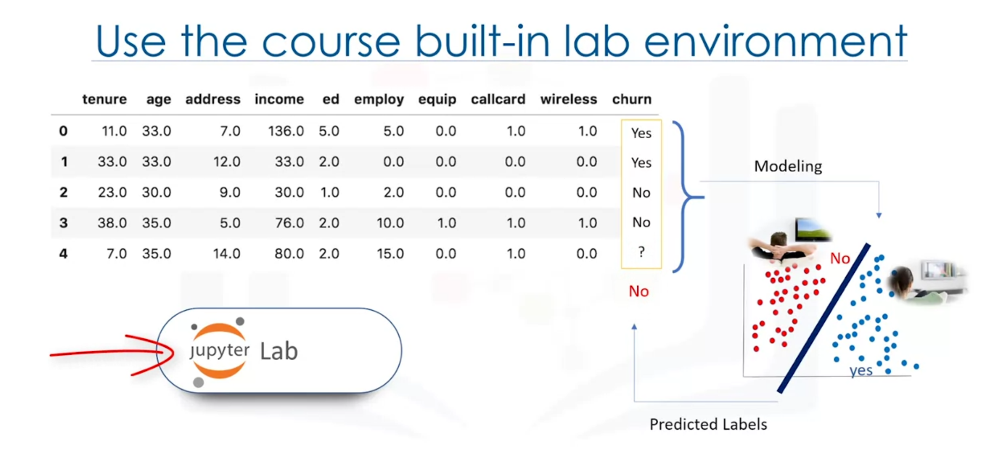 Use the course built-in lab environment
tenure age address income ed employ equip callcard wireless churn
0 11.0 33.0 7.0 136.0 5.0 5.0 0.0 1.0 1.0 Yes
1 33.0 33.0 12.0 33.0 2.0 0.0 0.0 0.0 0.0 Yes
2 23.0 30.0 9.0 30.0 1.0 2.0 0.0 0.0 0.0 No
3 38.0 35.0 5.0 76.0 2.0 10.0 1.0 1.0 1.0 No
4 7.0 35.0 14.0 80.0 2.0 15.0 0.0 1.0 0.0 ?
No
Modeling
No
yes
Predicted Labels
jupyter Lab